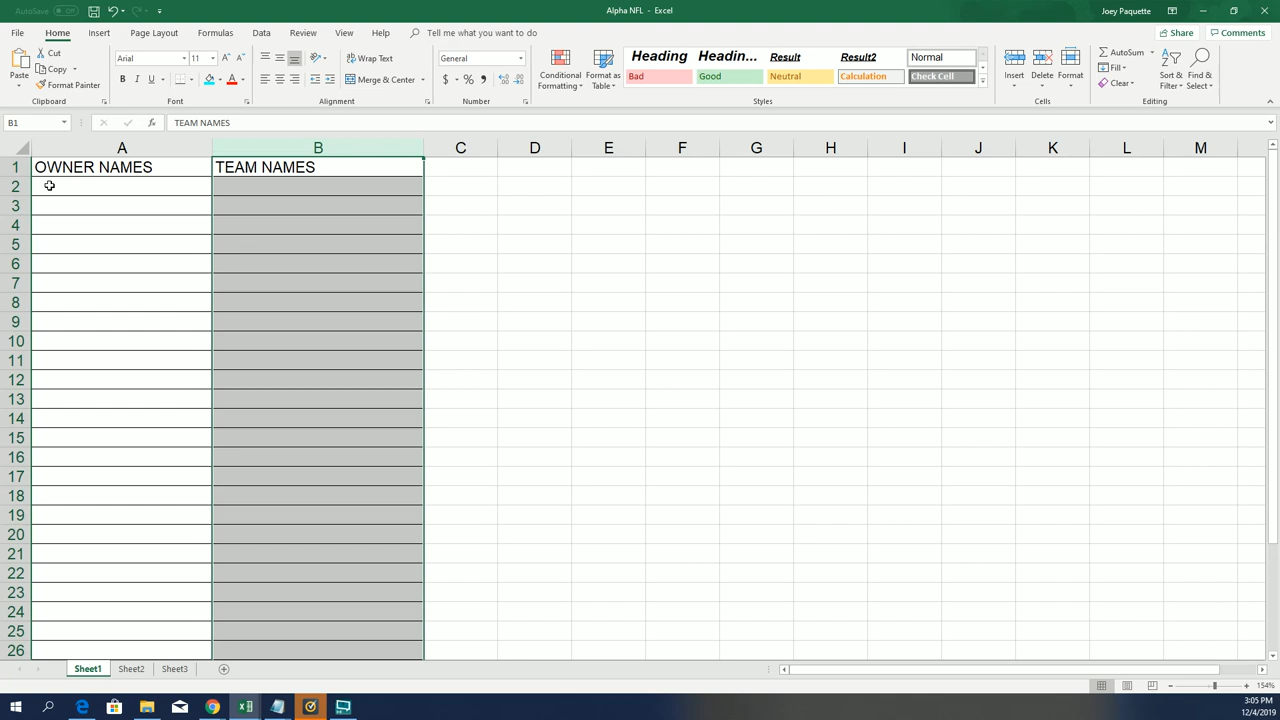 AutoSave Off
Alpha NFL - Excel
Joey Paquette
File Home Insert Page Layout Formulas Data Review View Help Tell me what you want to do
Share Comments
Paste
Cut
Copy
Format Painter
Clipboard
Arial 11
B I U
Font
Wrap Text
Merge & Center
Alignment
General
$ % ,
Number
Conditional Formatting
Format as Table
Heading Headin... Result Result2 Normal
Bad Good Neutral Calculation Check Cell
Styles
Insert Delete Format
Cells
AutoSum
Fill
Clear
Sort & Filter
Find & Select
Editing
B1 fx TEAM NAMES
A B C D E F G H I J K L M
1 OWNER NAMES TEAM NAMES
2
3
4
5
6
7
8
9
10
11
12
13
14
15
16
17
18
19
20
21
22
23
24
25
26
Sheet1 Sheet2 Sheet3
154%
3:05 PM
12/4/2019